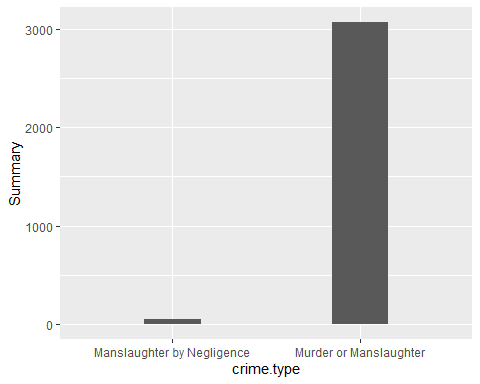 3000
2000
1000
0
Summary
Manslaughter by Negligence
Murder or Manslaughter
crime.type